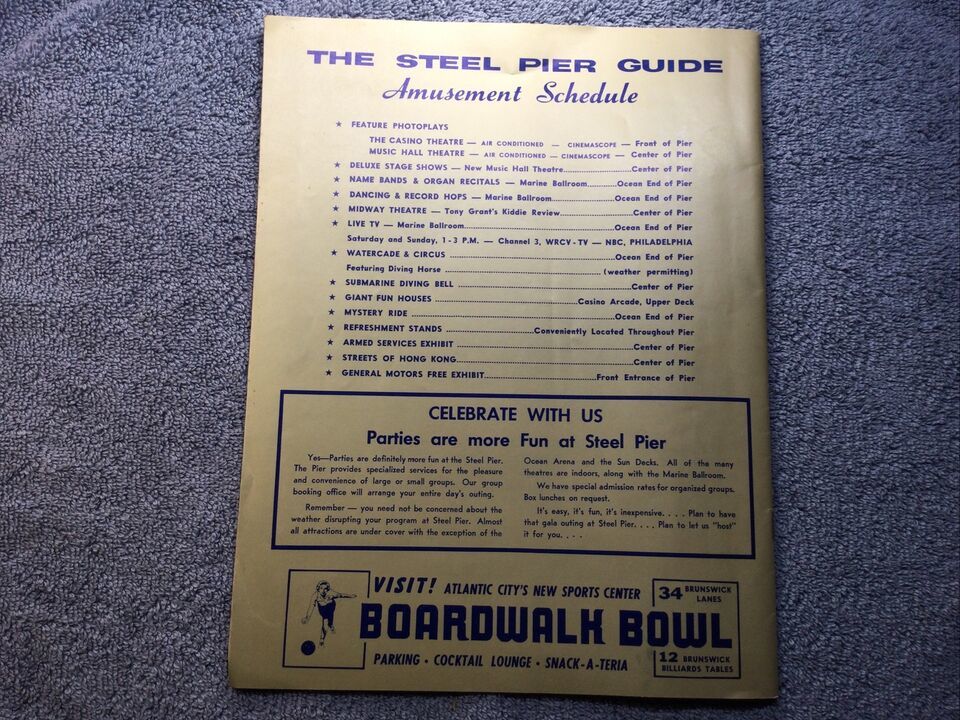 THE STEEL PIER GUIDE
Amusement Schedule
★ FEATURE PHOTOPLAYS
THE CASINO THEATRE — AIR CONDITIONED — CINEMASCOPE — Front of Pier
MUSIC HALL THEATRE — AIR CONDITIONED — CINEMASCOPE — Center of Pier
★ DELUXE STAGE SHOWS — New Music Hall Theatre....................Center of Pier
★ NAME BANDS & ORGAN RECITALS — Marine Ballroom.........Ocean End of Pier
★ DANCING & RECORD HOPS — Marine Ballroom....................Ocean End of Pier
★ MIDWAY THEATRE — Tony Grant's Kiddie Review....................Center of Pier
★ LIVE TV — Marine Ballroom....................Ocean End of Pier
Saturday and Sunday, 1-3 P.M. — Channel 3, WRCV-TV — NBC, PHILADELPHIA
★ WATERCADE & CIRCUS ....................Ocean End of Pier
Featuring Diving Horse ....................(weather permitting)
★ SUBMARINE DIVING BELL ....................Center of Pier
★ GIANT FUN HOUSES ....................Casino Arcade, Upper Deck
★ MYSTERY RIDE ....................Ocean End of Pier
★ REFRESHMENT STANDS ....................Conveniently Located Throughout Pier
★ ARMED SERVICES EXHIBIT ....................Center of Pier
★ STREETS OF HONG KONG....................Center of Pier
★ GENERAL MOTORS FREE EXHIBIT....................Front Entrance of Pier
CELEBRATE WITH US
Parties are more Fun at Steel Pier
Yes—Parties are definitely more fun at the Steel Pier.
The Pier provides specialized services for the pleasure
and convenience of large or small groups. Our group
booking office will arrange your entire day's outing.
Remember — you need not be concerned about the
weather disrupting your program at Steel Pier. Almost
all attractions are under cover with the exception of the
Ocean Arena and the Sun Decks. All of the many
theatres are indoors, along with the Marine Ballroom.
We have special admission rates for organized groups.
Box lunches on request.
It's easy, it's fun, it's inexpensive. . . . Plan to have
that gala outing at Steel Pier. . . . Plan to let us "host"
it for you. . . .
VISIT! ATLANTIC CITY'S NEW SPORTS CENTER
34 BRUNSWICK
LANES
BOARDWALK BOWL
PARKING · COCKTAIL LOUNGE · SNACK-A-TERIA
12 BRUNSWICK
BILLIARDS TABLES